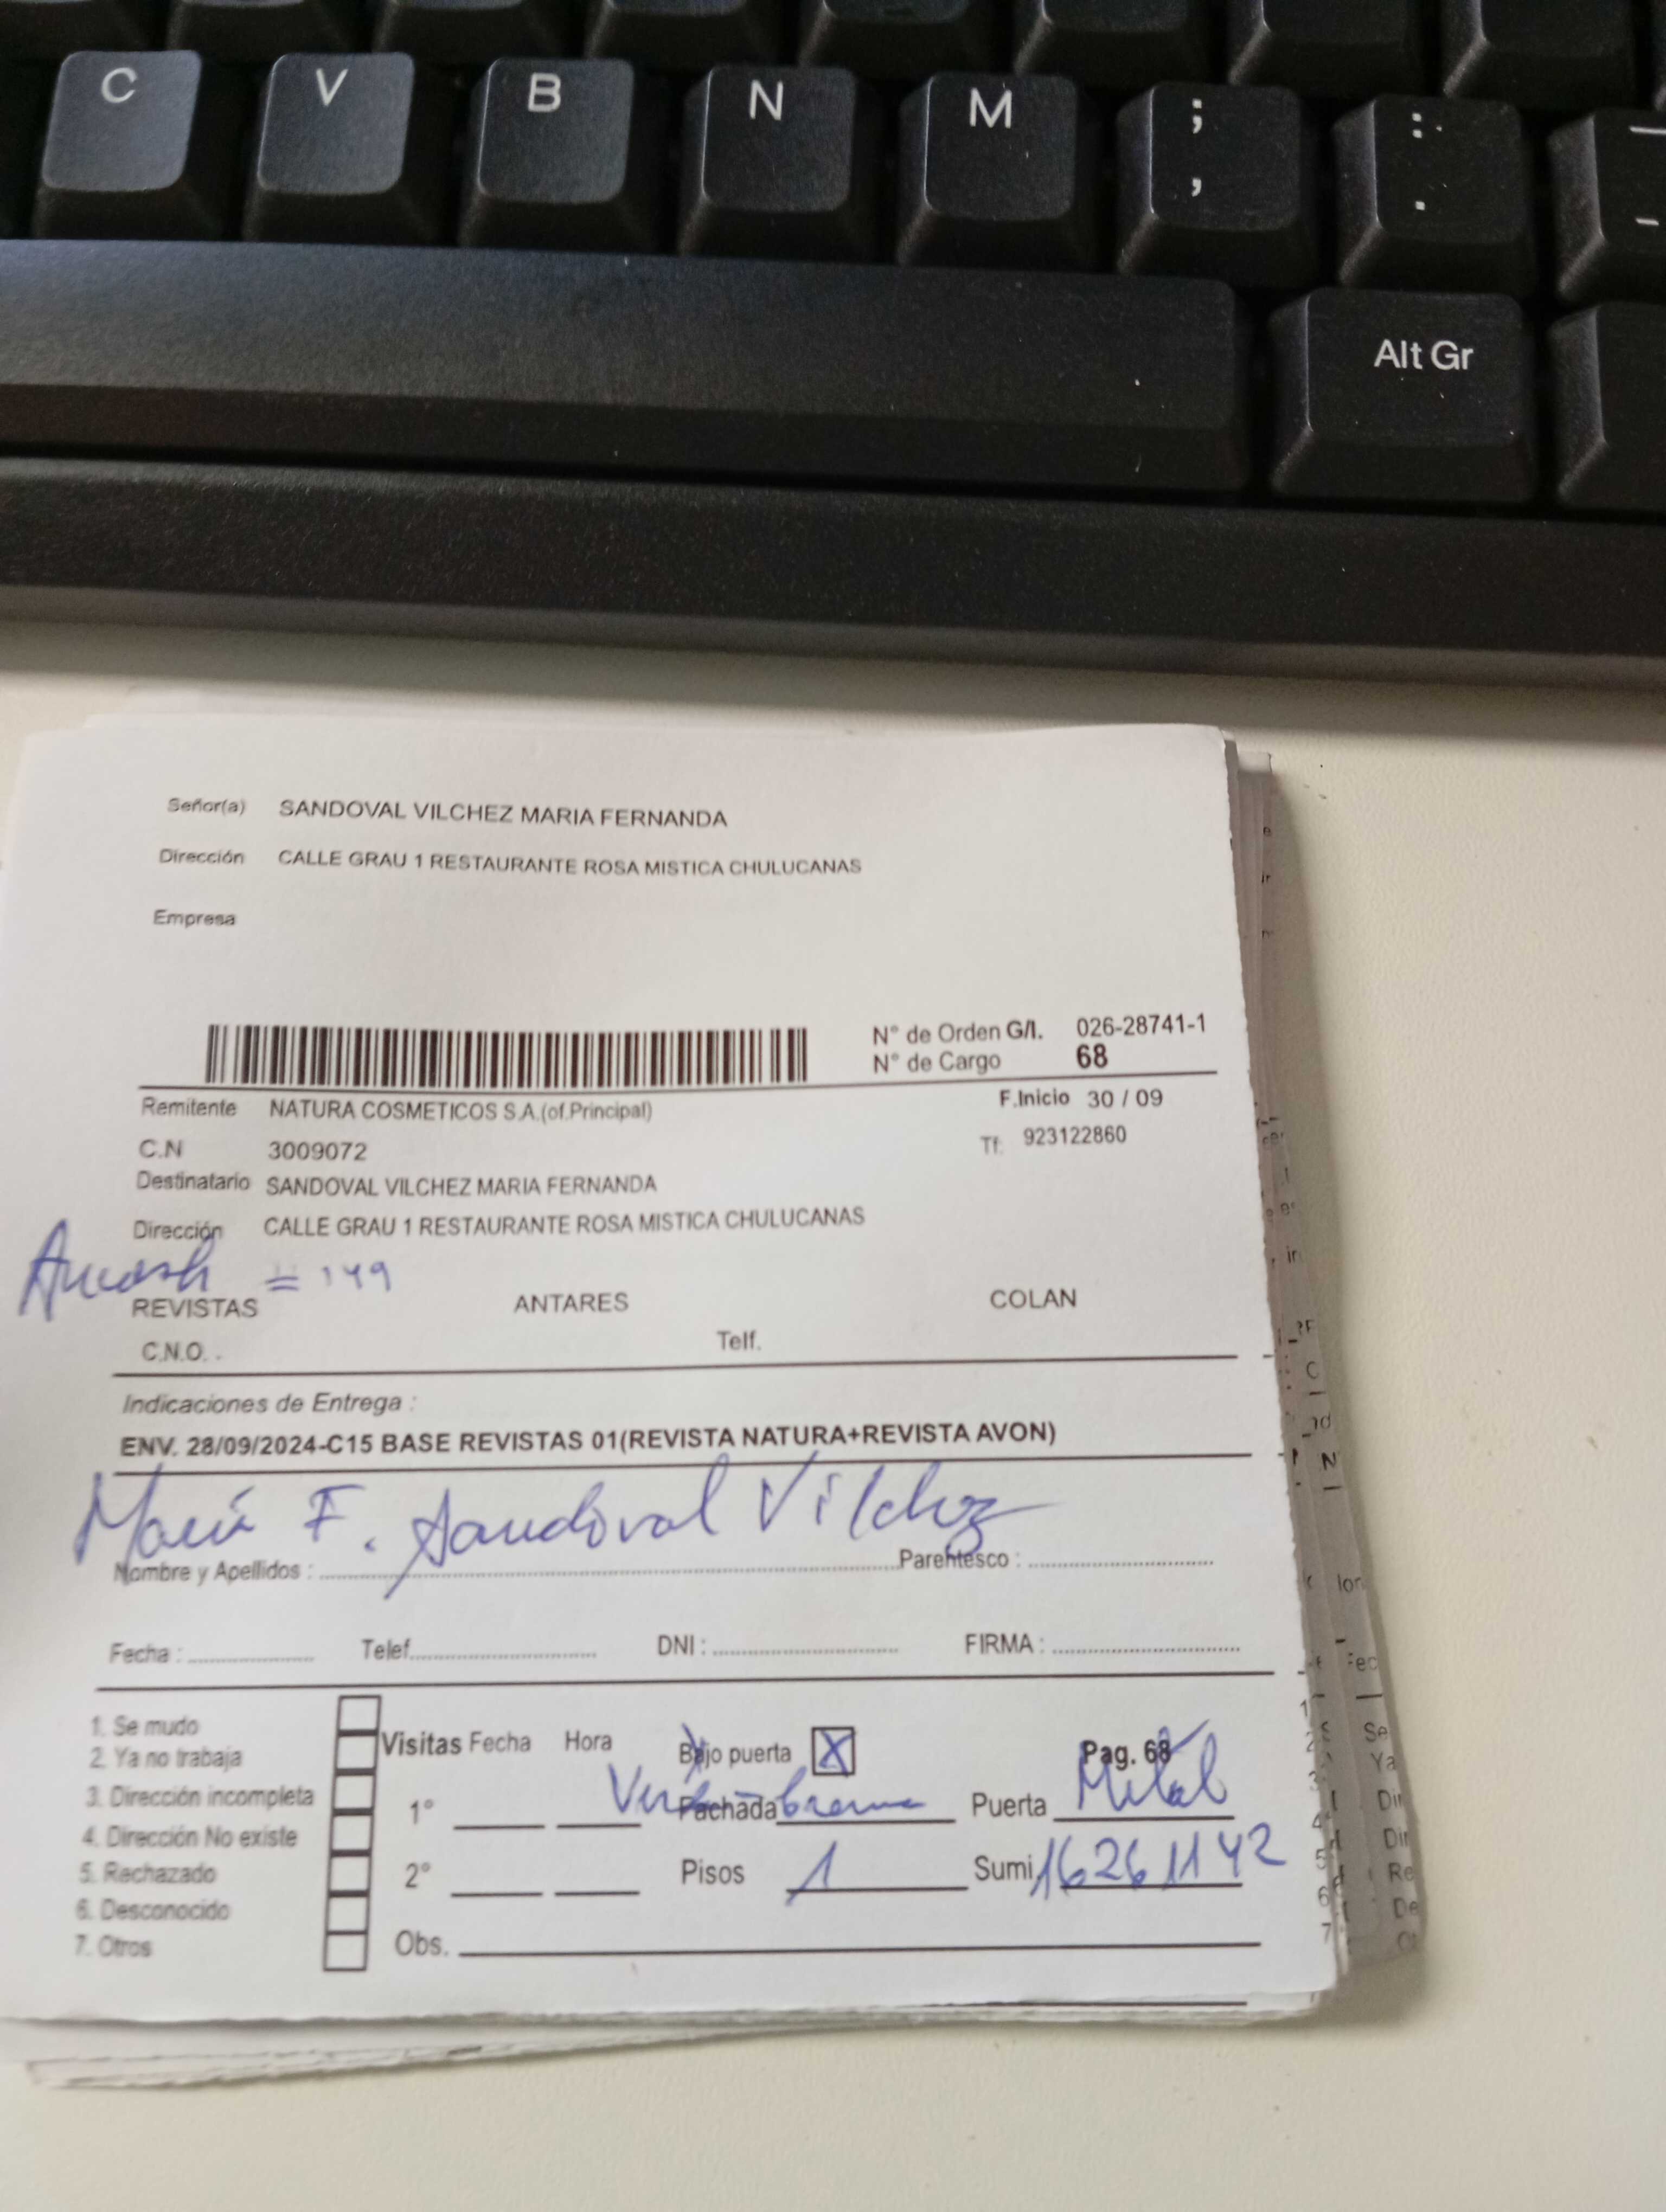 C V B N M ; :
, . -
Alt Gr
Señor(a) SANDOVAL VILCHEZ MARIA FERNANDA
Dirección CALLE GRAU 1 RESTAURANTE ROSA MISTICA CHULUCANAS
Empresa
N° de Orden G/I. 026-28741-1
N° de Cargo 68
Remitente NATURA COSMETICOS S.A.(of.Principal) F.Inicio 30 / 09
C.N 3009072 Tf: 923122860
Destinatario SANDOVAL VILCHEZ MARIA FERNANDA
Dirección CALLE GRAU 1 RESTAURANTE ROSA MISTICA CHULUCANAS
Ancash = 149
REVISTAS ANTARES COLAN
C.N.O. . Telf.
Indicaciones de Entrega :
ENV. 28/09/2024-C15 BASE REVISTAS 01(REVISTA NATURA+REVISTA AVON)
María F. Sandoval Vilchez
Nombre y Apellidos : Parentesco :
Fecha : Telef. DNI : FIRMA :
1. Se mudo
2. Ya no trabaja
3. Dirección incompleta
4. Dirección No existe
5. Rechazado
6. Desconocido
7. Otros
Visitas Fecha Hora Bajo puerta X Pag. 68
1° Fachada Puerta Metal
2° Pisos 1 Sumi 16261142
Obs.